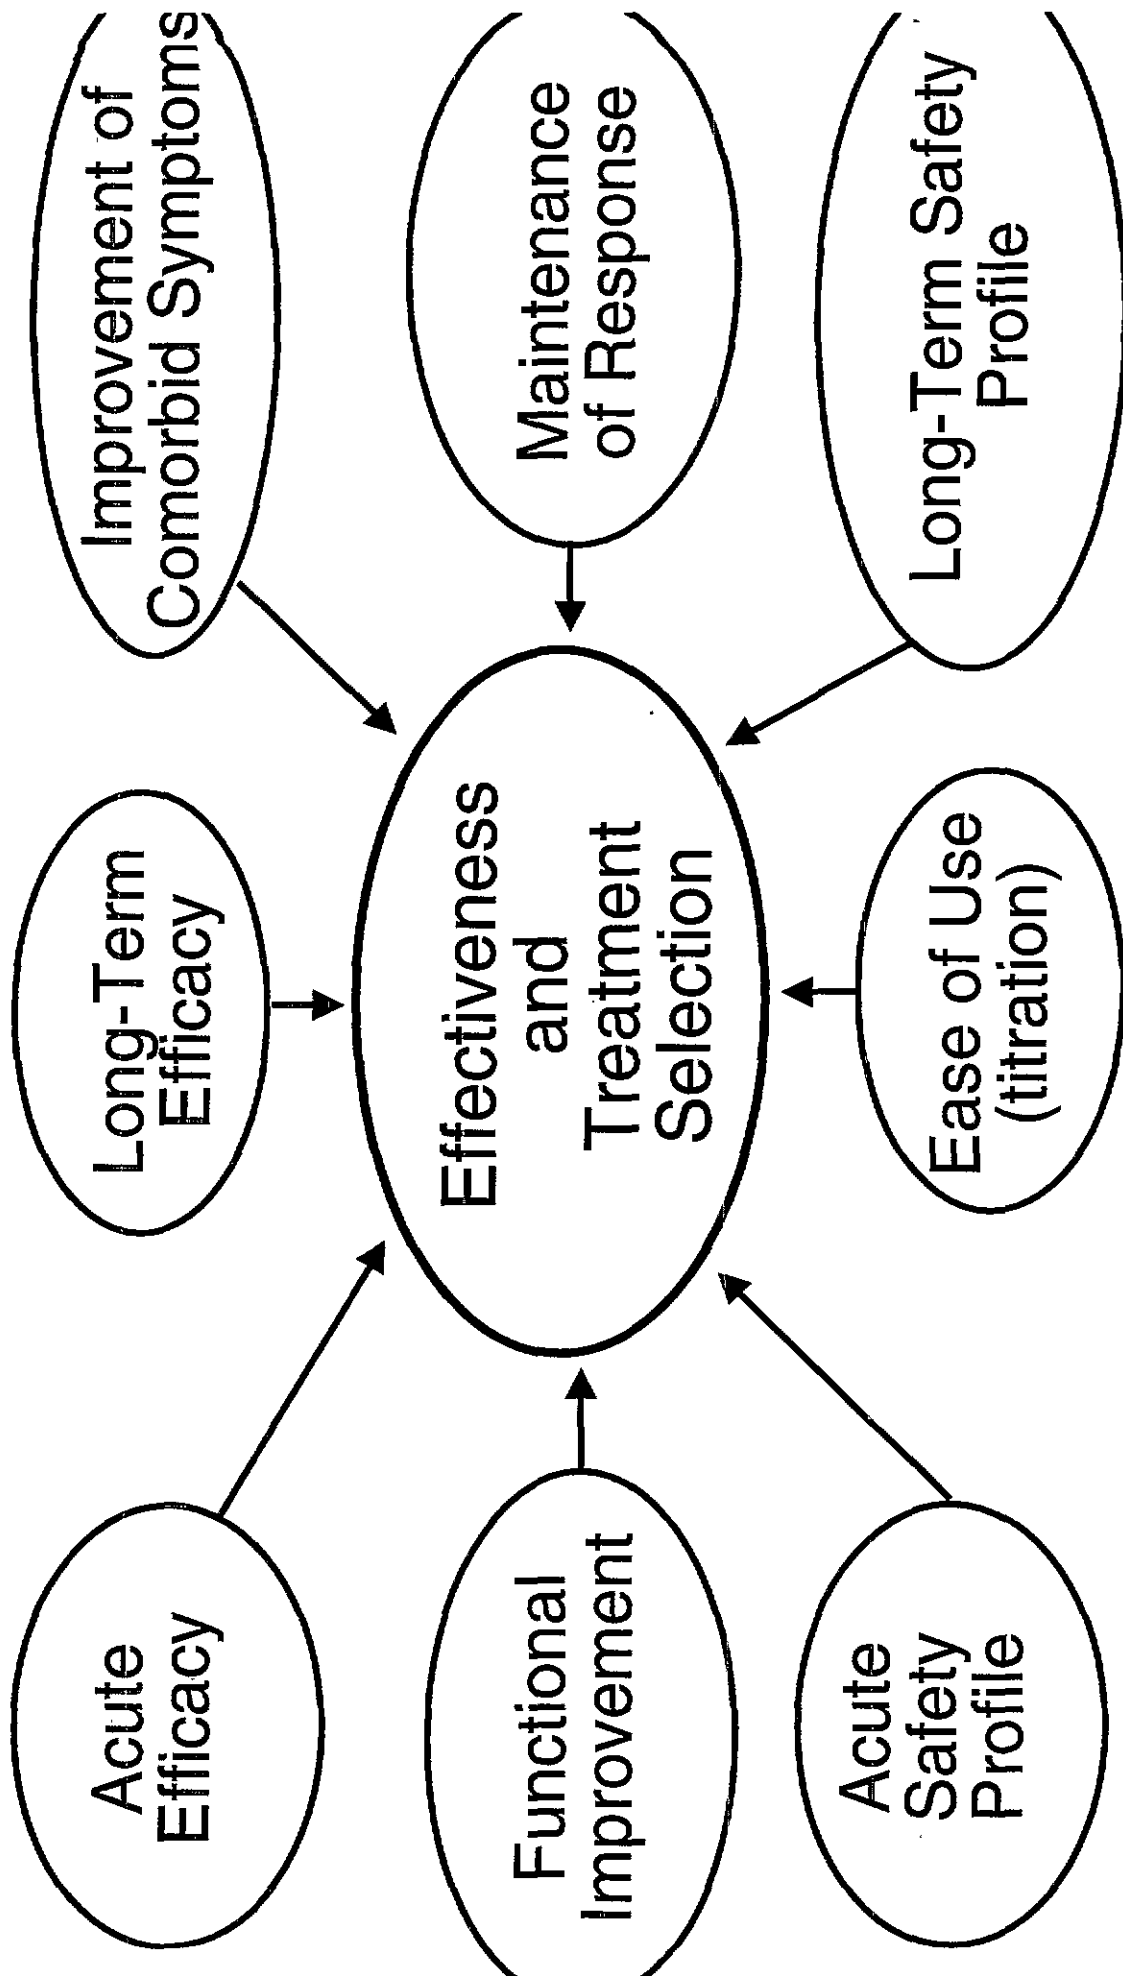 Acute
Efficacy
Long-Term
Efficacy
Improvement of
Comorbid Symptoms
Functional
Improvement
Effectiveness
and
Treatment
Selection
Maintenance
of Response
Acute
Safety
Profile
Ease of Use
(titration)
Long-Term Safety
Profile